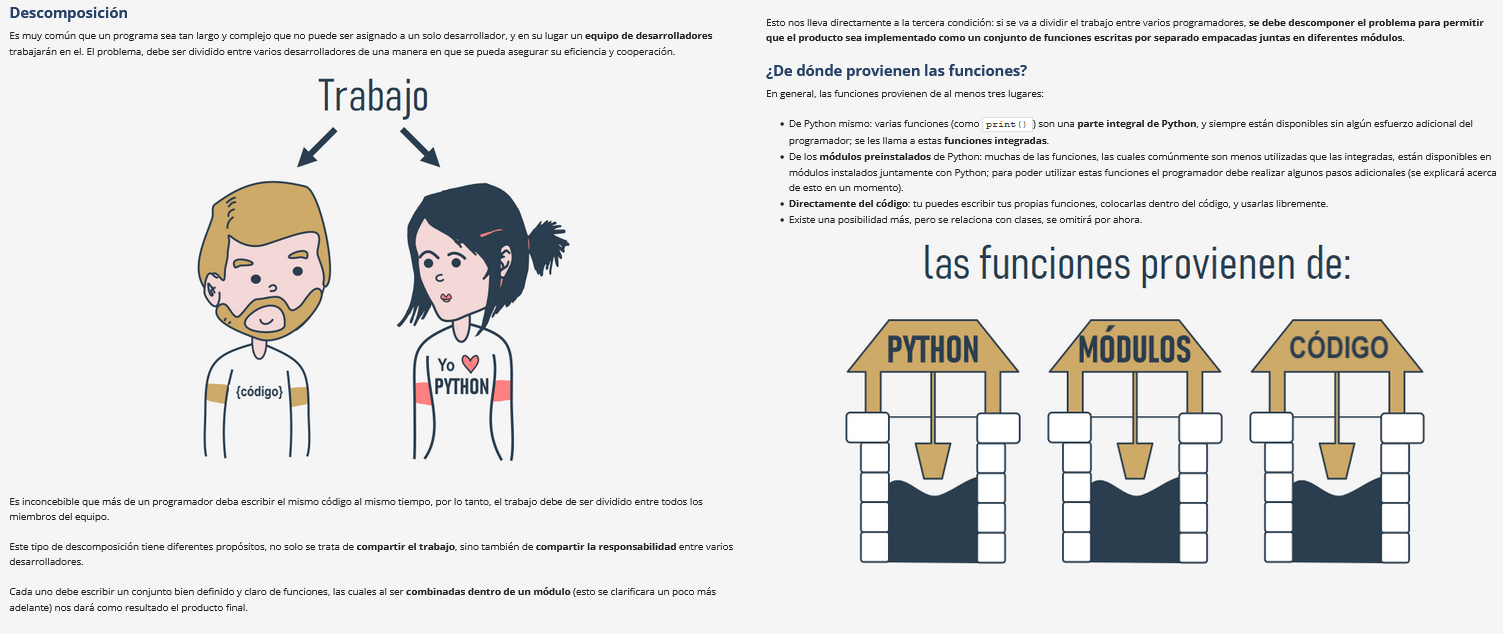 Descomposición
Es muy común que un programa sea tan largo y complejo que no puede ser asignado a un solo desarrollador, y en su lugar un equipo de desarrolladores
trabajarán en el. El problema, debe ser dividido entre varios desarrolladores de una manera en que se pueda asegurar su eficiencia y cooperación.
Trabajo
{código}
Yo
PYTHON
Es inconcebible que más de un programador deba escribir el mismo código al mismo tiempo, por lo tanto, el trabajo debe de ser dividido entre todos los
miembros del equipo.
Este tipo de descomposición tiene diferentes propósitos, no solo se trata de compartir el trabajo, sino también de compartir la responsabilidad entre varios
desarrolladores.
Cada uno debe escribir un conjunto bien definido y claro de funciones, las cuales al ser combinadas dentro de un módulo (esto se clarificara un poco más
adelante) nos dará como resultado el producto final.
Esto nos lleva directamente a la tercera condición: si se va a dividir el trabajo entre varios programadores, se debe descomponer el problema para permitir
que el producto sea implementado como un conjunto de funciones escritas por separado empacadas juntas en diferentes módulos.
¿De dónde provienen las funciones?
En general, las funciones provienen de al menos tres lugares:
• De Python mismo: varias funciones (como print() ) son una parte integral de Python, y siempre están disponibles sin algún esfuerzo adicional del
programador; se les llama a estas funciones integradas.
• De los módulos preinstalados de Python: muchas de las funciones, las cuales comúnmente son menos utilizadas que las integradas, están disponibles en
módulos instalados juntamente con Python; para poder utilizar estas funciones el programador debe realizar algunos pasos adicionales (se explicará acerca
de esto en un momento).
• Directamente del código: tu puedes escribir tus propias funciones, colocarlas dentro del código, y usarlas libremente.
• Existe una posibilidad más, pero se relaciona con clases, se omitirá por ahora.
las funciones provienen de:
PYTHON
MÓDULOS
CÓDIGO